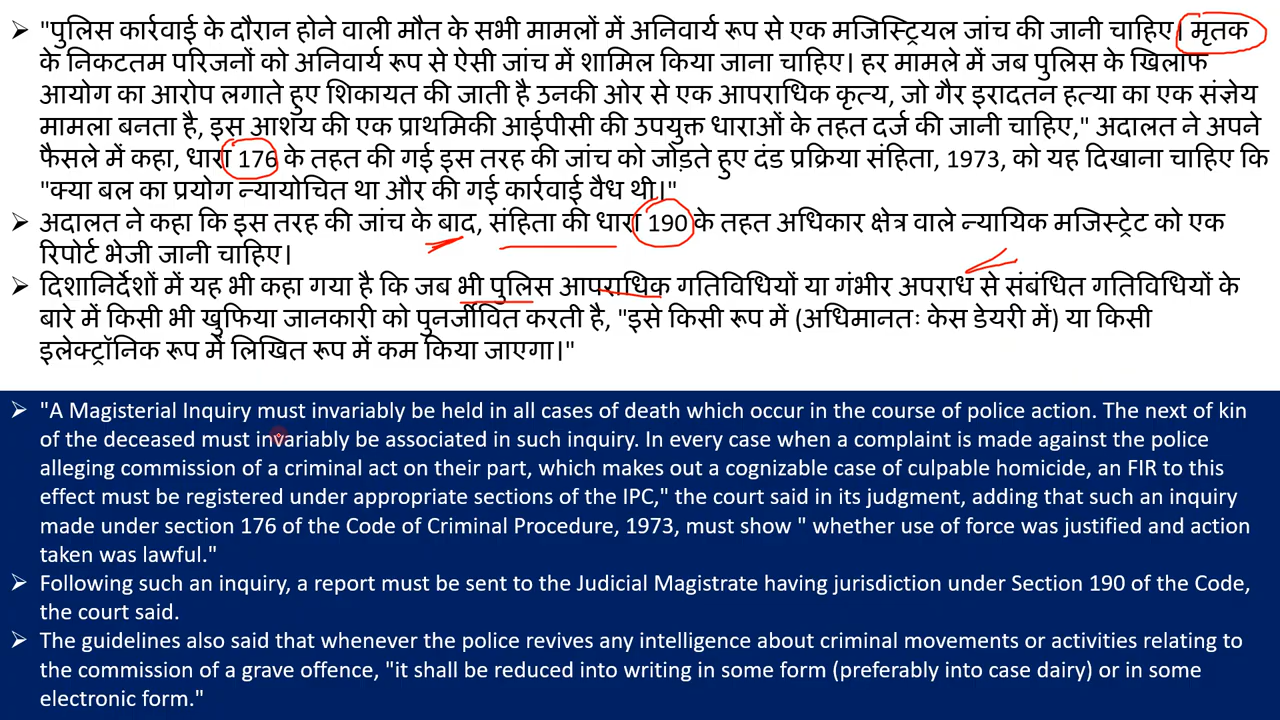 ➢ "पुलिस कार्रवाई के दौरान होने वाली मौत के सभी मामलों में अनिवार्य रूप से एक मजिस्ट्रियल जांच की जानी चाहिए। मृतक
के निकटतम परिजनों को अनिवार्य रूप से ऐसी जांच में शामिल किया जाना चाहिए। हर मामले में जब पुलिस के खिलाफ
आयोग का आरोप लगाते हुए शिकायत की जाती है उनकी ओर से एक आपराधिक कृत्य, जो गैर इरादतन हत्या का एक संज्ञेय
मामला बनता है, इस आशय की एक प्राथमिकी आईपीसी की उपयुक्त धाराओं के तहत दर्ज की जानी चाहिए," अदालत ने अपने
फैसले में कहा, धारा 176 के तहत की गई इस तरह की जांच को जोड़ते हुए दंड प्रक्रिया संहिता, 1973, को यह दिखाना चाहिए कि
"क्या बल का प्रयोग न्यायोचित था और की गई कार्रवाई वैध थी।"
➢ अदालत ने कहा कि इस तरह की जांच के बाद, संहिता की धारा 190 के तहत अधिकार क्षेत्र वाले न्यायिक मजिस्ट्रेट को एक
रिपोर्ट भेजी जानी चाहिए।
➢ दिशानिर्देशों में यह भी कहा गया है कि जब भी पुलिस आपराधिक गतिविधियों या गंभीर अपराध से संबंधित गतिविधियों के
बारे में किसी भी खुफिया जानकारी को पुनर्जीवित करती है, "इसे किसी रूप में (अधिमानतः केस डेयरी में) या किसी
इलेक्ट्रॉनिक रूप में लिखित रूप में कम किया जाएगा।"
➢ "A Magisterial Inquiry must invariably be held in all cases of death which occur in the course of police action. The next of kin
of the deceased must invariably be associated in such inquiry. In every case when a complaint is made against the police
alleging commission of a criminal act on their part, which makes out a cognizable case of culpable homicide, an FIR to this
effect must be registered under appropriate sections of the IPC," the court said in its judgment, adding that such an inquiry
made under section 176 of the Code of Criminal Procedure, 1973, must show " whether use of force was justified and action
taken was lawful."
➢ Following such an inquiry, a report must be sent to the Judicial Magistrate having jurisdiction under Section 190 of the Code,
the court said.
➢ The guidelines also said that whenever the police revives any intelligence about criminal movements or activities relating to
the commission of a grave offence, "it shall be reduced into writing in some form (preferably into case dairy) or in some
electronic form."